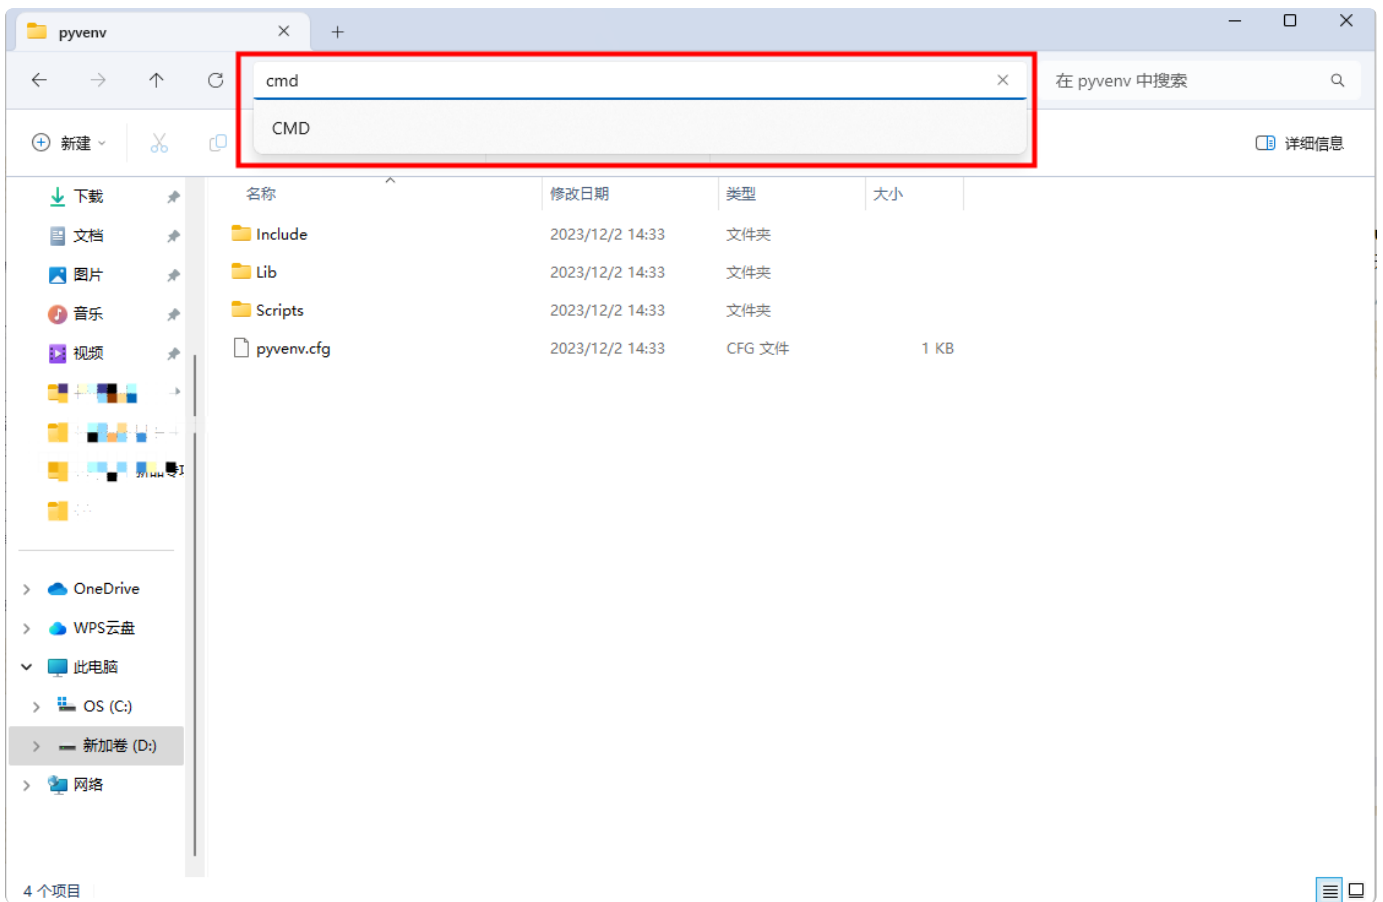 pyvenv
cmd
在 pyvenv 中搜索
CMD
新建
详细信息
名称 修改日期 类型 大小
下载
文档
图片
音乐
视频
Include 2023/12/2 14:33 文件夹
Lib 2023/12/2 14:33 文件夹
Scripts 2023/12/2 14:33 文件夹
pyvenv.cfg 2023/12/2 14:33 CFG 文件 1 KB
OneDrive
WPS云盘
此电脑
OS (C:)
新加卷 (D:)
网络
4 个项目